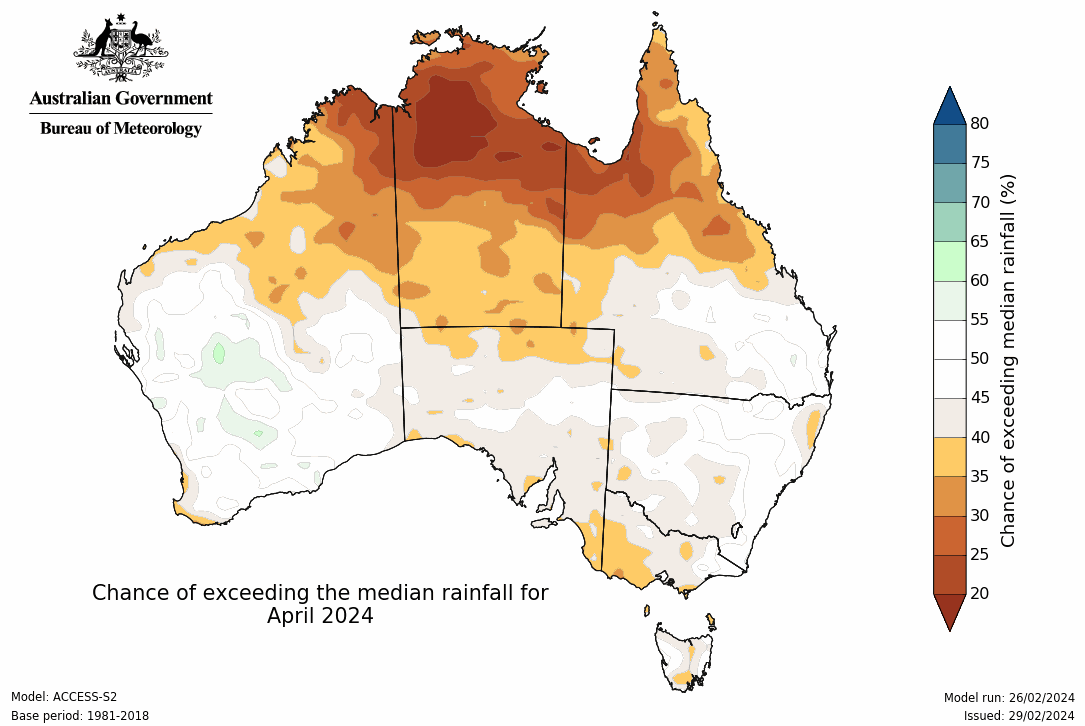 AUSTRALIA
Australian Government
Bureau of Meteorology
80
75
70
65
60
55
50
45
40
35
30
25
20
Chance of exceeding median rainfall (%)
Chance of exceeding the median rainfall for
April 2024
Model: ACCESS-S2
Base period: 1981-2018
Model run: 26/02/2024
Issued: 29/02/2024